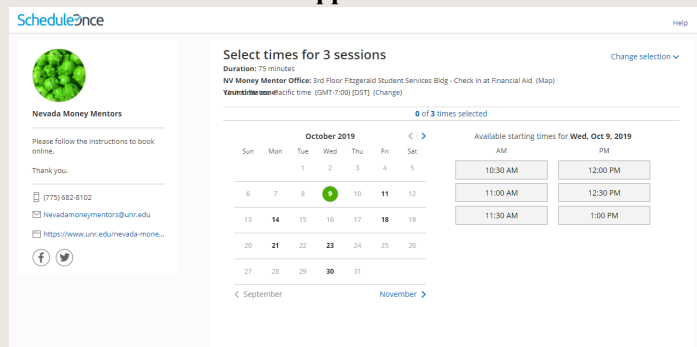 ScheduleOnce
Help
Nevada Money Mentors
Please follow the instructions to book
online.
Thank you.
(775) 682-8102
Nevadamoneymentors@unr.edu
https://www.unr.edu/nevada-mone...
Select times for 3 sessions
Change selection
Duration: 75 minutes
NV Money Mentor Office: 3rd Floor Fitzgerald Student Services Bldg - Check in at Financial Aid (Map)
Pacific time (GMT-7:00) [DST] (Change)
0 of 3 times selected
October 2019
Sun Mon Tue Wed Thu Fri Sat
1 2 3 4 5
6 7 8 9 10 11 12
13 14 15 16 17 18 19
20 21 22 23 24 25 26
27 28 29 30 31
September
November
Available starting times for Wed, Oct 9, 2019
AM PM
10:30 AM 12:00 PM
11:00 AM 12:30 PM
11:30 AM 1:00 PM